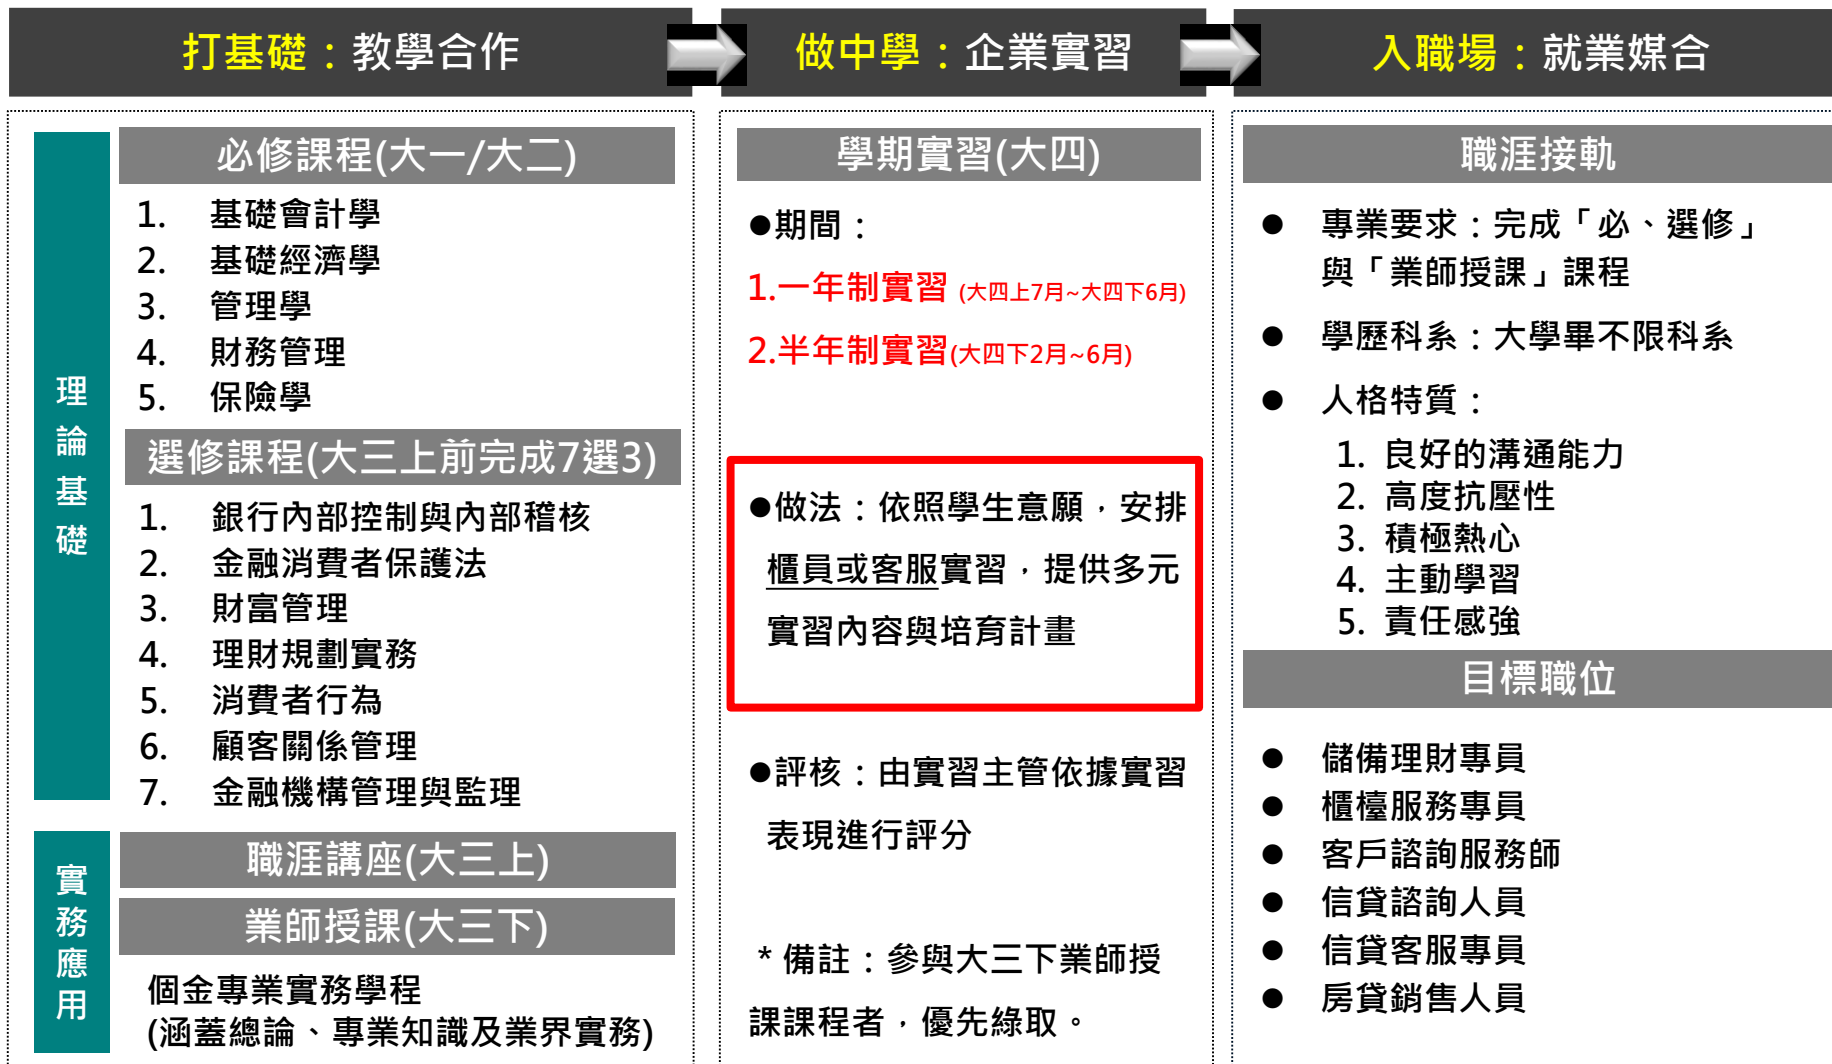 打基礎：教學合作
做中學：企業實習
入職場：就業媒合
理論基礎
必修課程(大一/大二)
1. 基礎會計學
2. 基礎經濟學
3. 管理學
4. 財務管理
5. 保險學
選修課程(大三上前完成7選3)
1. 銀行內部控制與內部稽核
2. 金融消費者保護法
3. 財富管理
4. 理財規劃實務
5. 消費者行為
6. 顧客關係管理
7. 金融機構管理與監理
實務應用
職涯講座(大三上)
業師授課(大三下)
個金專業實務學程
(涵蓋總論、專業知識及業界實務)
學期實習(大四)
●期間：
1.一年制實習 (大四上7月~大四下6月)
2.半年制實習(大四下2月~6月)
●做法：依照學生意願，安排
櫃員或客服實習，提供多元
實習內容與培育計畫
●評核：由實習主管依據實習
表現進行評分
*備註：參與大三下業師授
課課程者，優先綠取。
職涯接軌
● 專業要求：完成「必、選修」
與「業師授課」課程
● 學歷科系：大學畢不限科系
● 人格特質：
1. 良好的溝通能力
2. 高度抗壓性
3. 積極熱心
4. 主動學習
5. 責任感強
目標職位
● 儲備理財專員
● 櫃檯服務專員
● 客戶諮詢服務師
● 信貸諮詢人員
● 信貸客服專員
● 房貸銷售人員